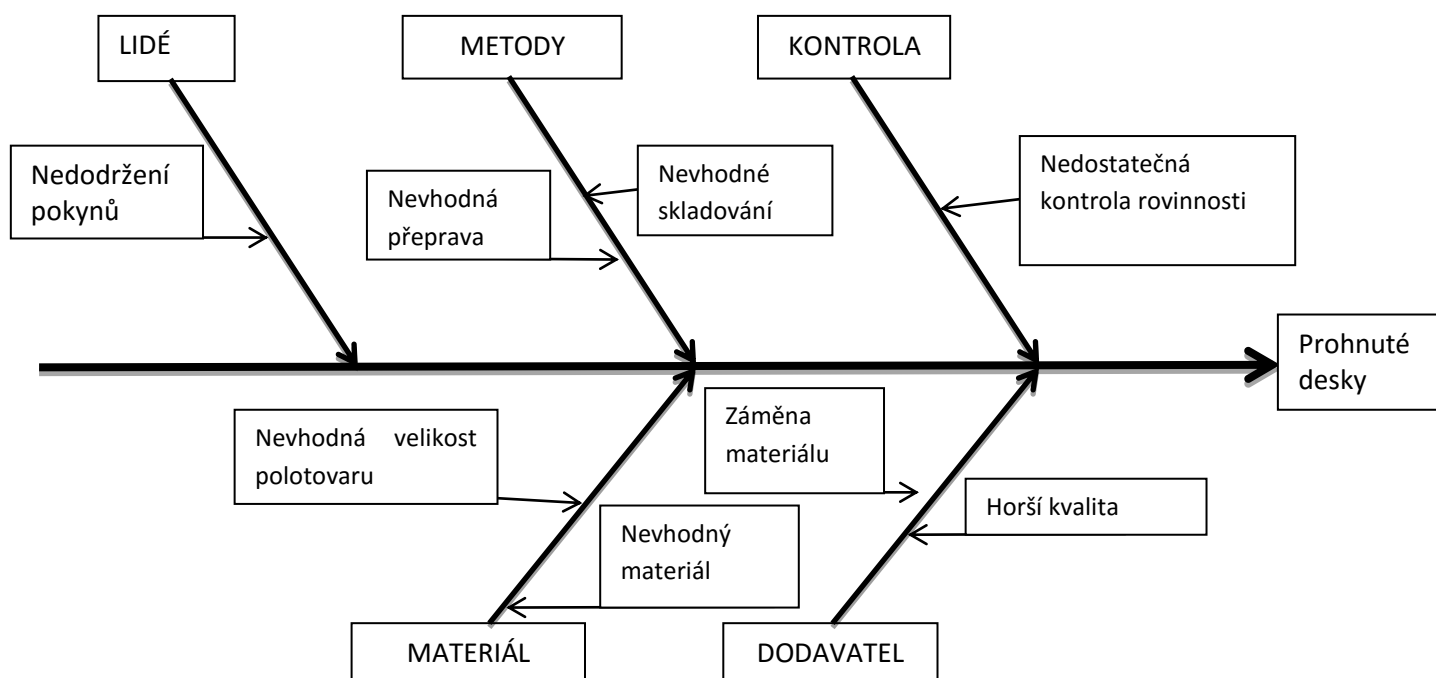 LIDÉ
METODY
KONTROLA
Nedodržení
pokynů
Nevhodná
přeprava
Nevhodné
skladování
Nedostatečná
kontrola rovinnosti
Prohnuté
desky
Nevhodná velikost
polotovaru
Záměna
materiálu
Nevhodný
materiál
Horší kvalita
MATERIÁL
DODAVATEL